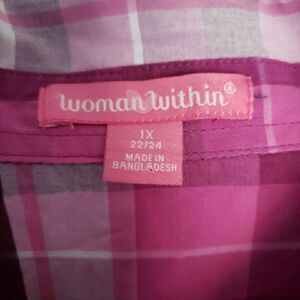 woman within®
1X
22/24
MADE IN
BANGLADESH